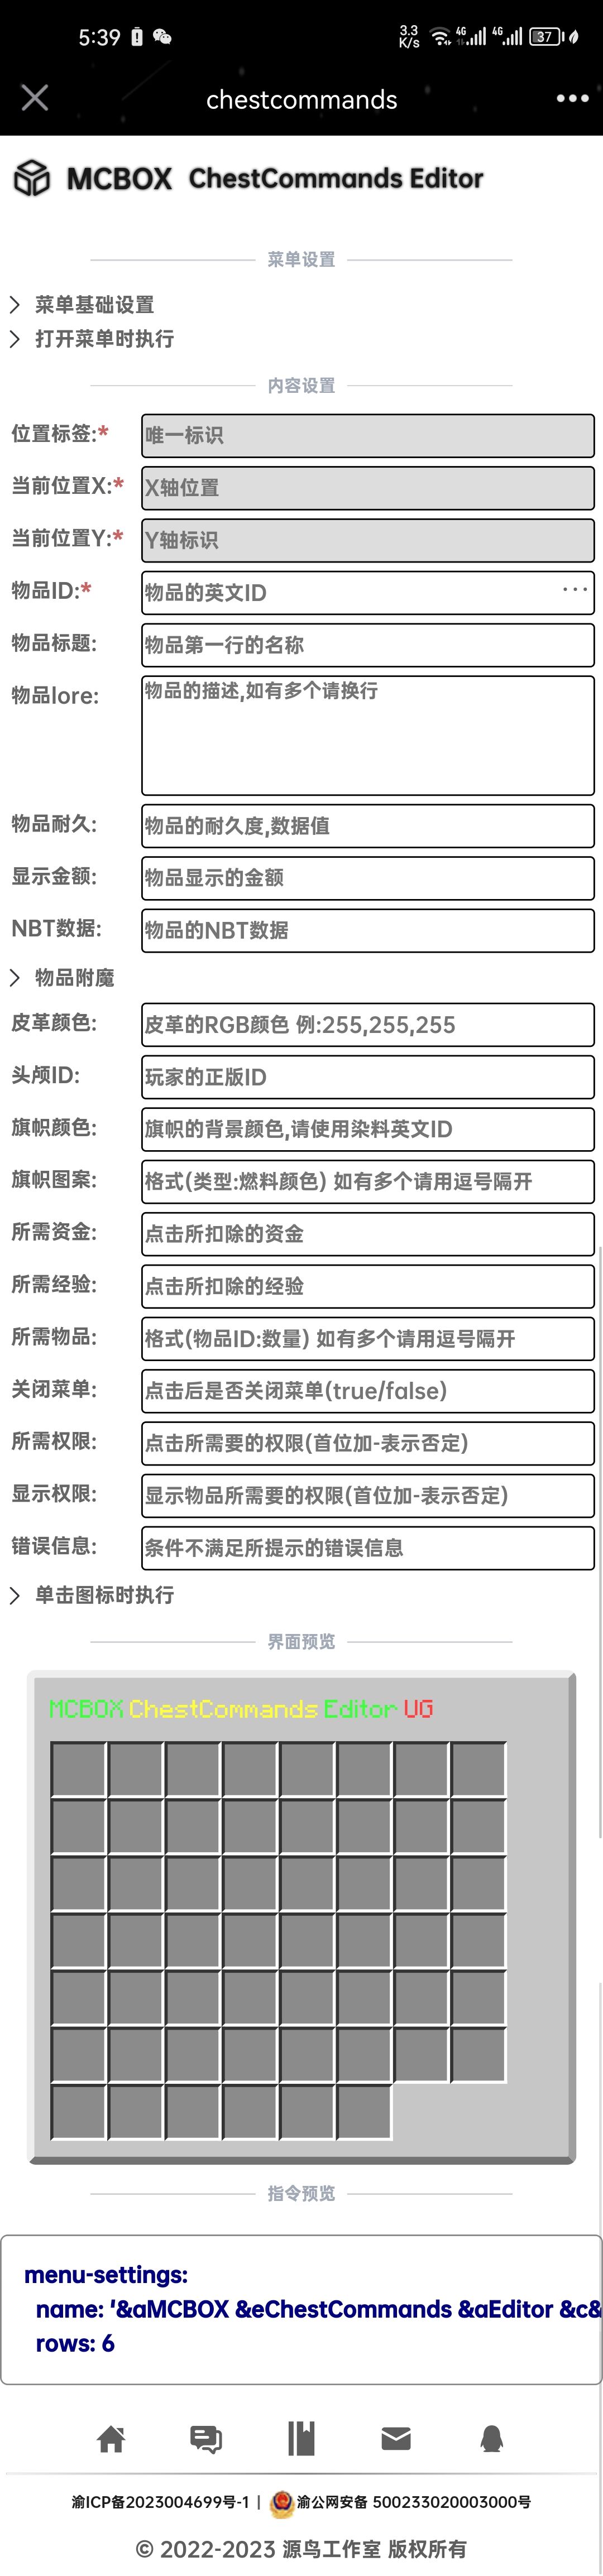 5:39
3.3
K/s
4G
4G
37
chestcommands
MCBOX ChestCommands Editor
菜单设置
菜单基础设置
打开菜单时执行
内容设置
位置标签:* 唯一标识
当前位置X:* X轴位置
当前位置Y:* Y轴标识
物品ID:* 物品的英文ID ···
物品标题: 物品第一行的名称
物品lore: 物品的描述,如有多个请换行
物品耐久: 物品的耐久度,数据值
显示金额: 物品显示的金额
NBT数据: 物品的NBT数据
物品附魔
皮革颜色: 皮革的RGB颜色 例:255,255,255
头颅ID: 玩家的正版ID
旗帜颜色: 旗帜的背景颜色,请使用染料英文ID
旗帜图案: 格式(类型:燃料颜色) 如有多个请用逗号隔开
所需资金: 点击所扣除的资金
所需经验: 点击所扣除的经验
所需物品: 格式(物品ID:数量) 如有多个请用逗号隔开
关闭菜单: 点击后是否关闭菜单(true/false)
所需权限: 点击所需要的权限(首位加-表示否定)
显示权限: 显示物品所需要的权限(首位加-表示否定)
错误信息: 条件不满足所提示的错误信息
单击图标时执行
界面预览
MCBOX ChestCommands Editor UG
指令预览
menu-settings:
name: '&aMCBOX &eChestCommands &aEditor &c&
rows: 6
渝ICP备2023004699号-1 | 渝公网安备 500233020003000号
© 2022-2023 源鸟工作室 版权所有